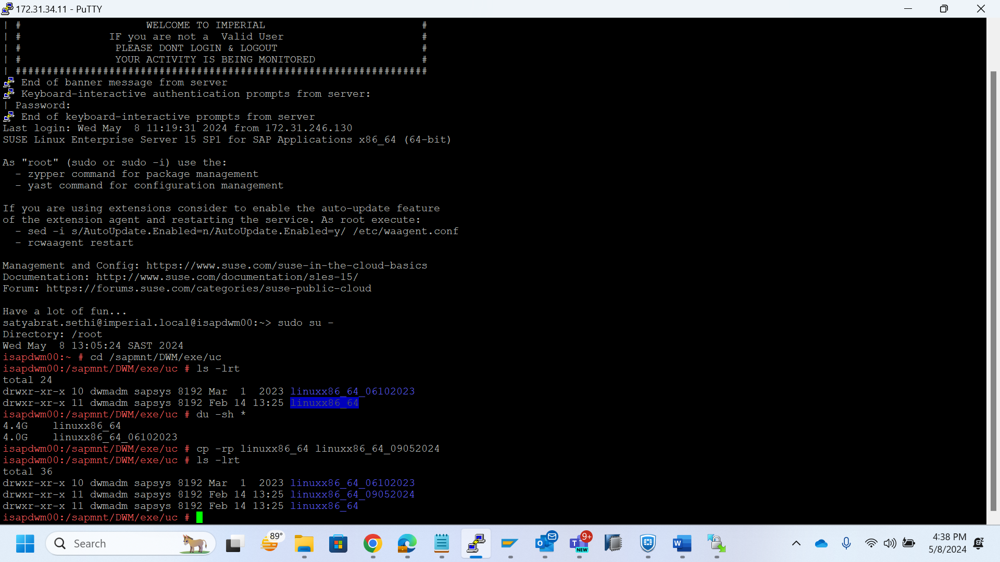 172.31.34.11 - PuTTY
| # WELCOME TO IMPERIAL #
| # IF you are not a  Valid User #
| # PLEASE DONT LOGIN & LOGOUT #
| # YOUR ACTIVITY IS BEING MONITORED #
| ##################################################################
End of banner message from server
Keyboard-interactive authentication prompts from server:
| Password:
End of keyboard-interactive prompts from server
Last login: Wed May  8 11:19:31 2024 from 172.31.246.130
SUSE Linux Enterprise Server 15 SP1 for SAP Applications x86_64 (64-bit)
As "root" (sudo or sudo -i) use the:
- zypper command for package management
- yast command for configuration management
If you are using extensions consider to enable the auto-update feature
of the extension agent and restarting the service. As root execute:
- sed -i s/AutoUpdate.Enabled=n/AutoUpdate.Enabled=y/ /etc/waagent.conf
- rcwaagent restart
Management and Config: https://www.suse.com/suse-in-the-cloud-basics
Documentation: http://www.suse.com/documentation/sles-15/
Forum: https://forums.suse.com/categories/suse-public-cloud
Have a lot of fun...
satyabrat.sethi@imperial.local@isapdwm00:~> sudo su -
Directory: /root
Wed May  8 13:05:24 SAST 2024
isapdwm00:~ # cd /sapmnt/DWM/exe/uc
isapdwm00:/sapmnt/DWM/exe/uc # ls -lrt
total 24
drwxr-xr-x 10 dwmadm sapsys 8192 Mar  1  2023 linuxx86_64_06102023
drwxr-xr-x 11 dwmadm sapsys 8192 Feb 14 13:25 linuxx86_64
isapdwm00:/sapmnt/DWM/exe/uc # du -sh *
4.4G    linuxx86_64
4.0G    linuxx86_64_06102023
isapdwm00:/sapmnt/DWM/exe/uc # cp -rp linuxx86_64 linuxx86_64_09052024
isapdwm00:/sapmnt/DWM/exe/uc # ls -lrt
total 36
drwxr-xr-x 10 dwmadm sapsys 8192 Mar  1  2023 linuxx86_64_06102023
drwxr-xr-x 11 dwmadm sapsys 8192 Feb 14 13:25 linuxx86_64_09052024
drwxr-xr-x 11 dwmadm sapsys 8192 Feb 14 13:25 linuxx86_64
isapdwm00:/sapmnt/DWM/exe/uc #
Search
89°
9+
NEW
4:38 PM
5/8/2024